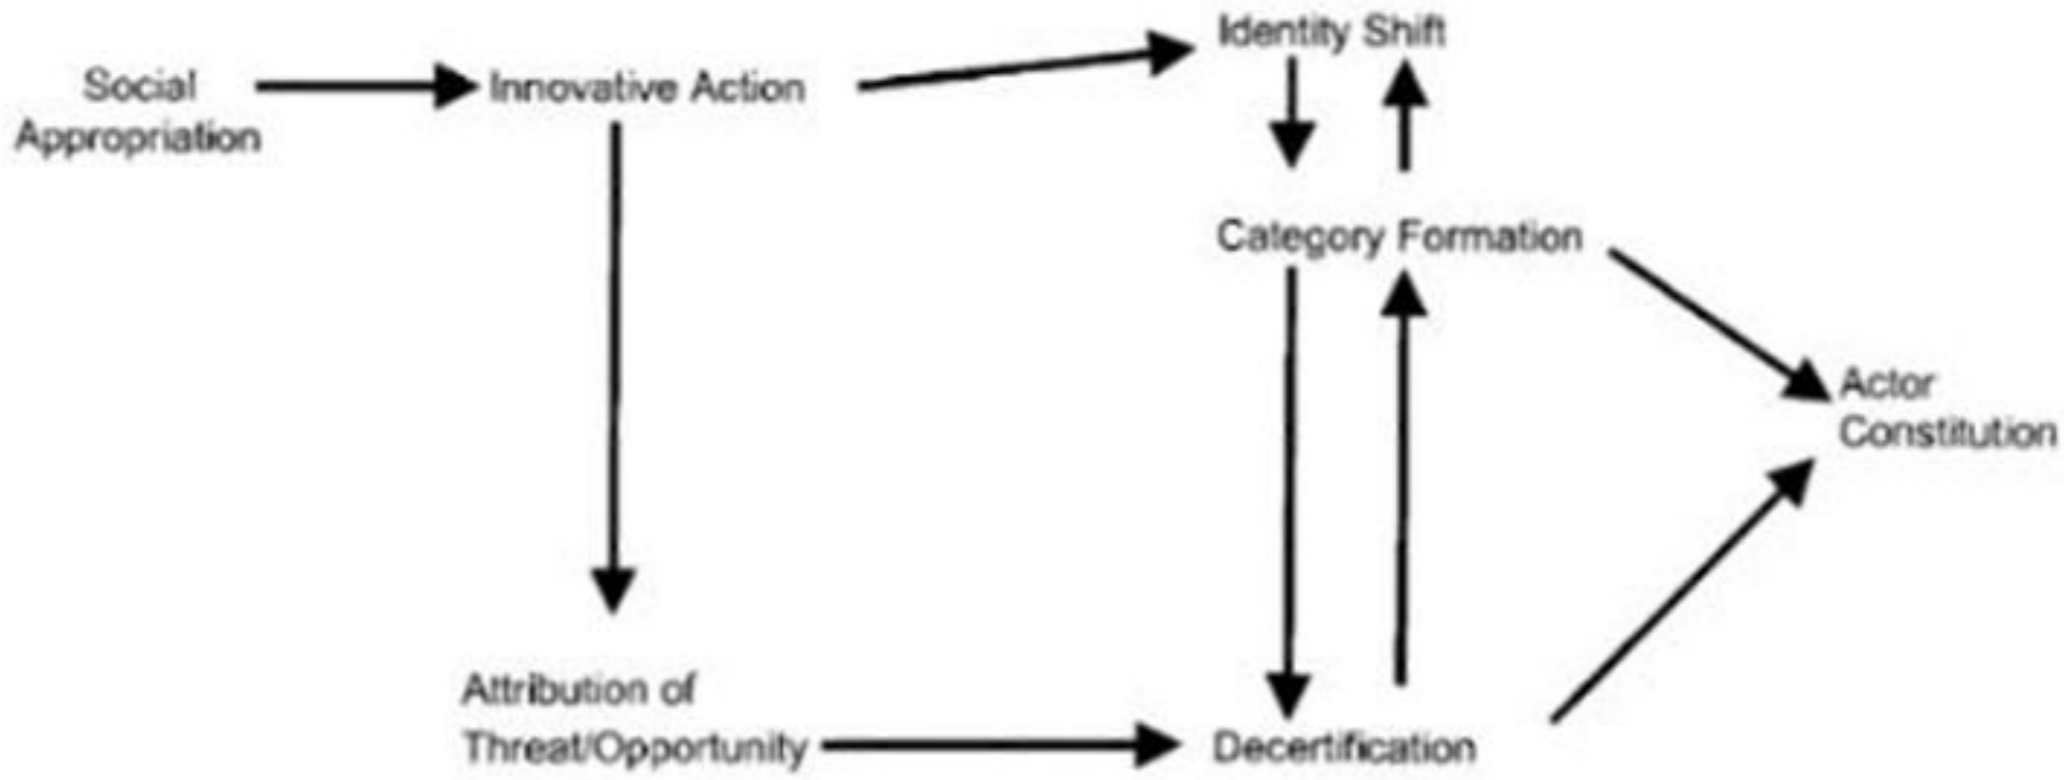 Identity Shift
Social
Appropriation
Innovative Action
Category Formation
Actor
Constitution
Attribution of
Threat/Opportunity
Decertification